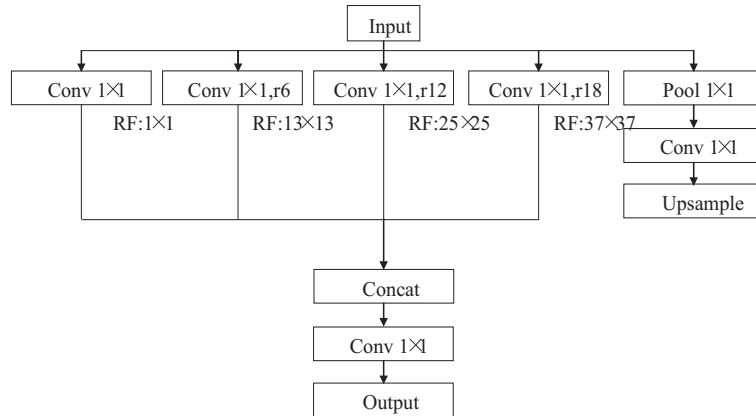 Input
Conv 1×1
Conv 1×1,r6
Conv 1×1,r12
Conv 1×1,r18
Pool 1×1
RF:1×1
RF:13×13
RF:25×25
RF:37×37
Conv 1×1
Upsample
Concat
Conv 1×1
Output